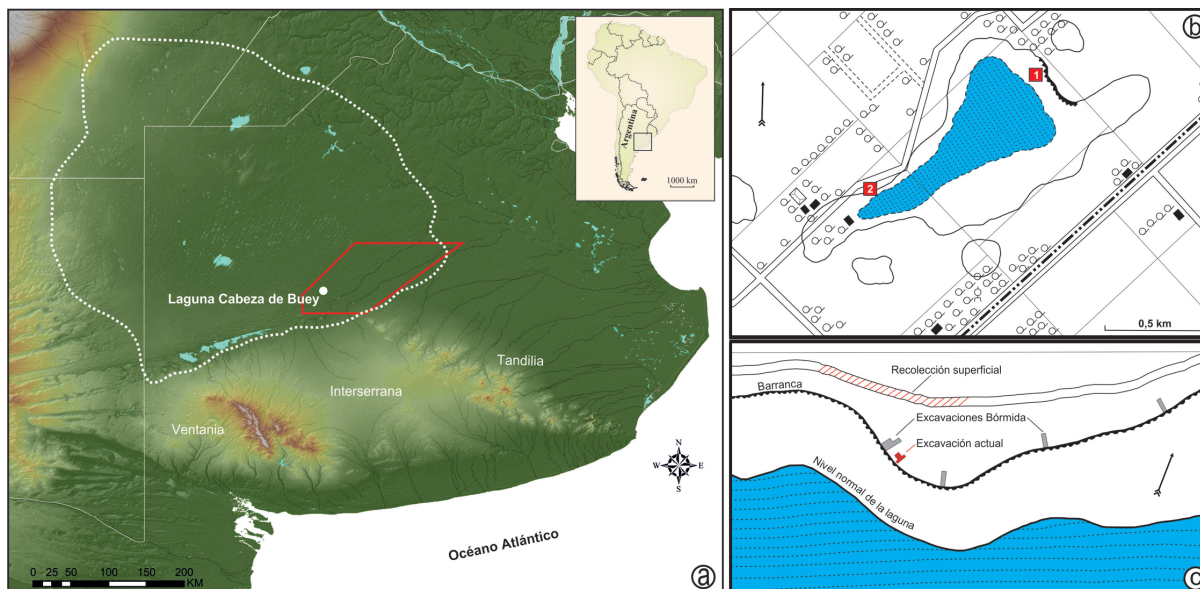 Argentina
1000 km
Laguna Cabeza de Buey
Tandilia
Interserrana
Ventania
N
W E
S
Océano Atlántico
0 25 50 100 150 200
KM
a
b
1
2
0,5 km
Recolección superficial
Barranca
Excavaciones Bórmida
Excavación actual
Nivel normal de la laguna
c